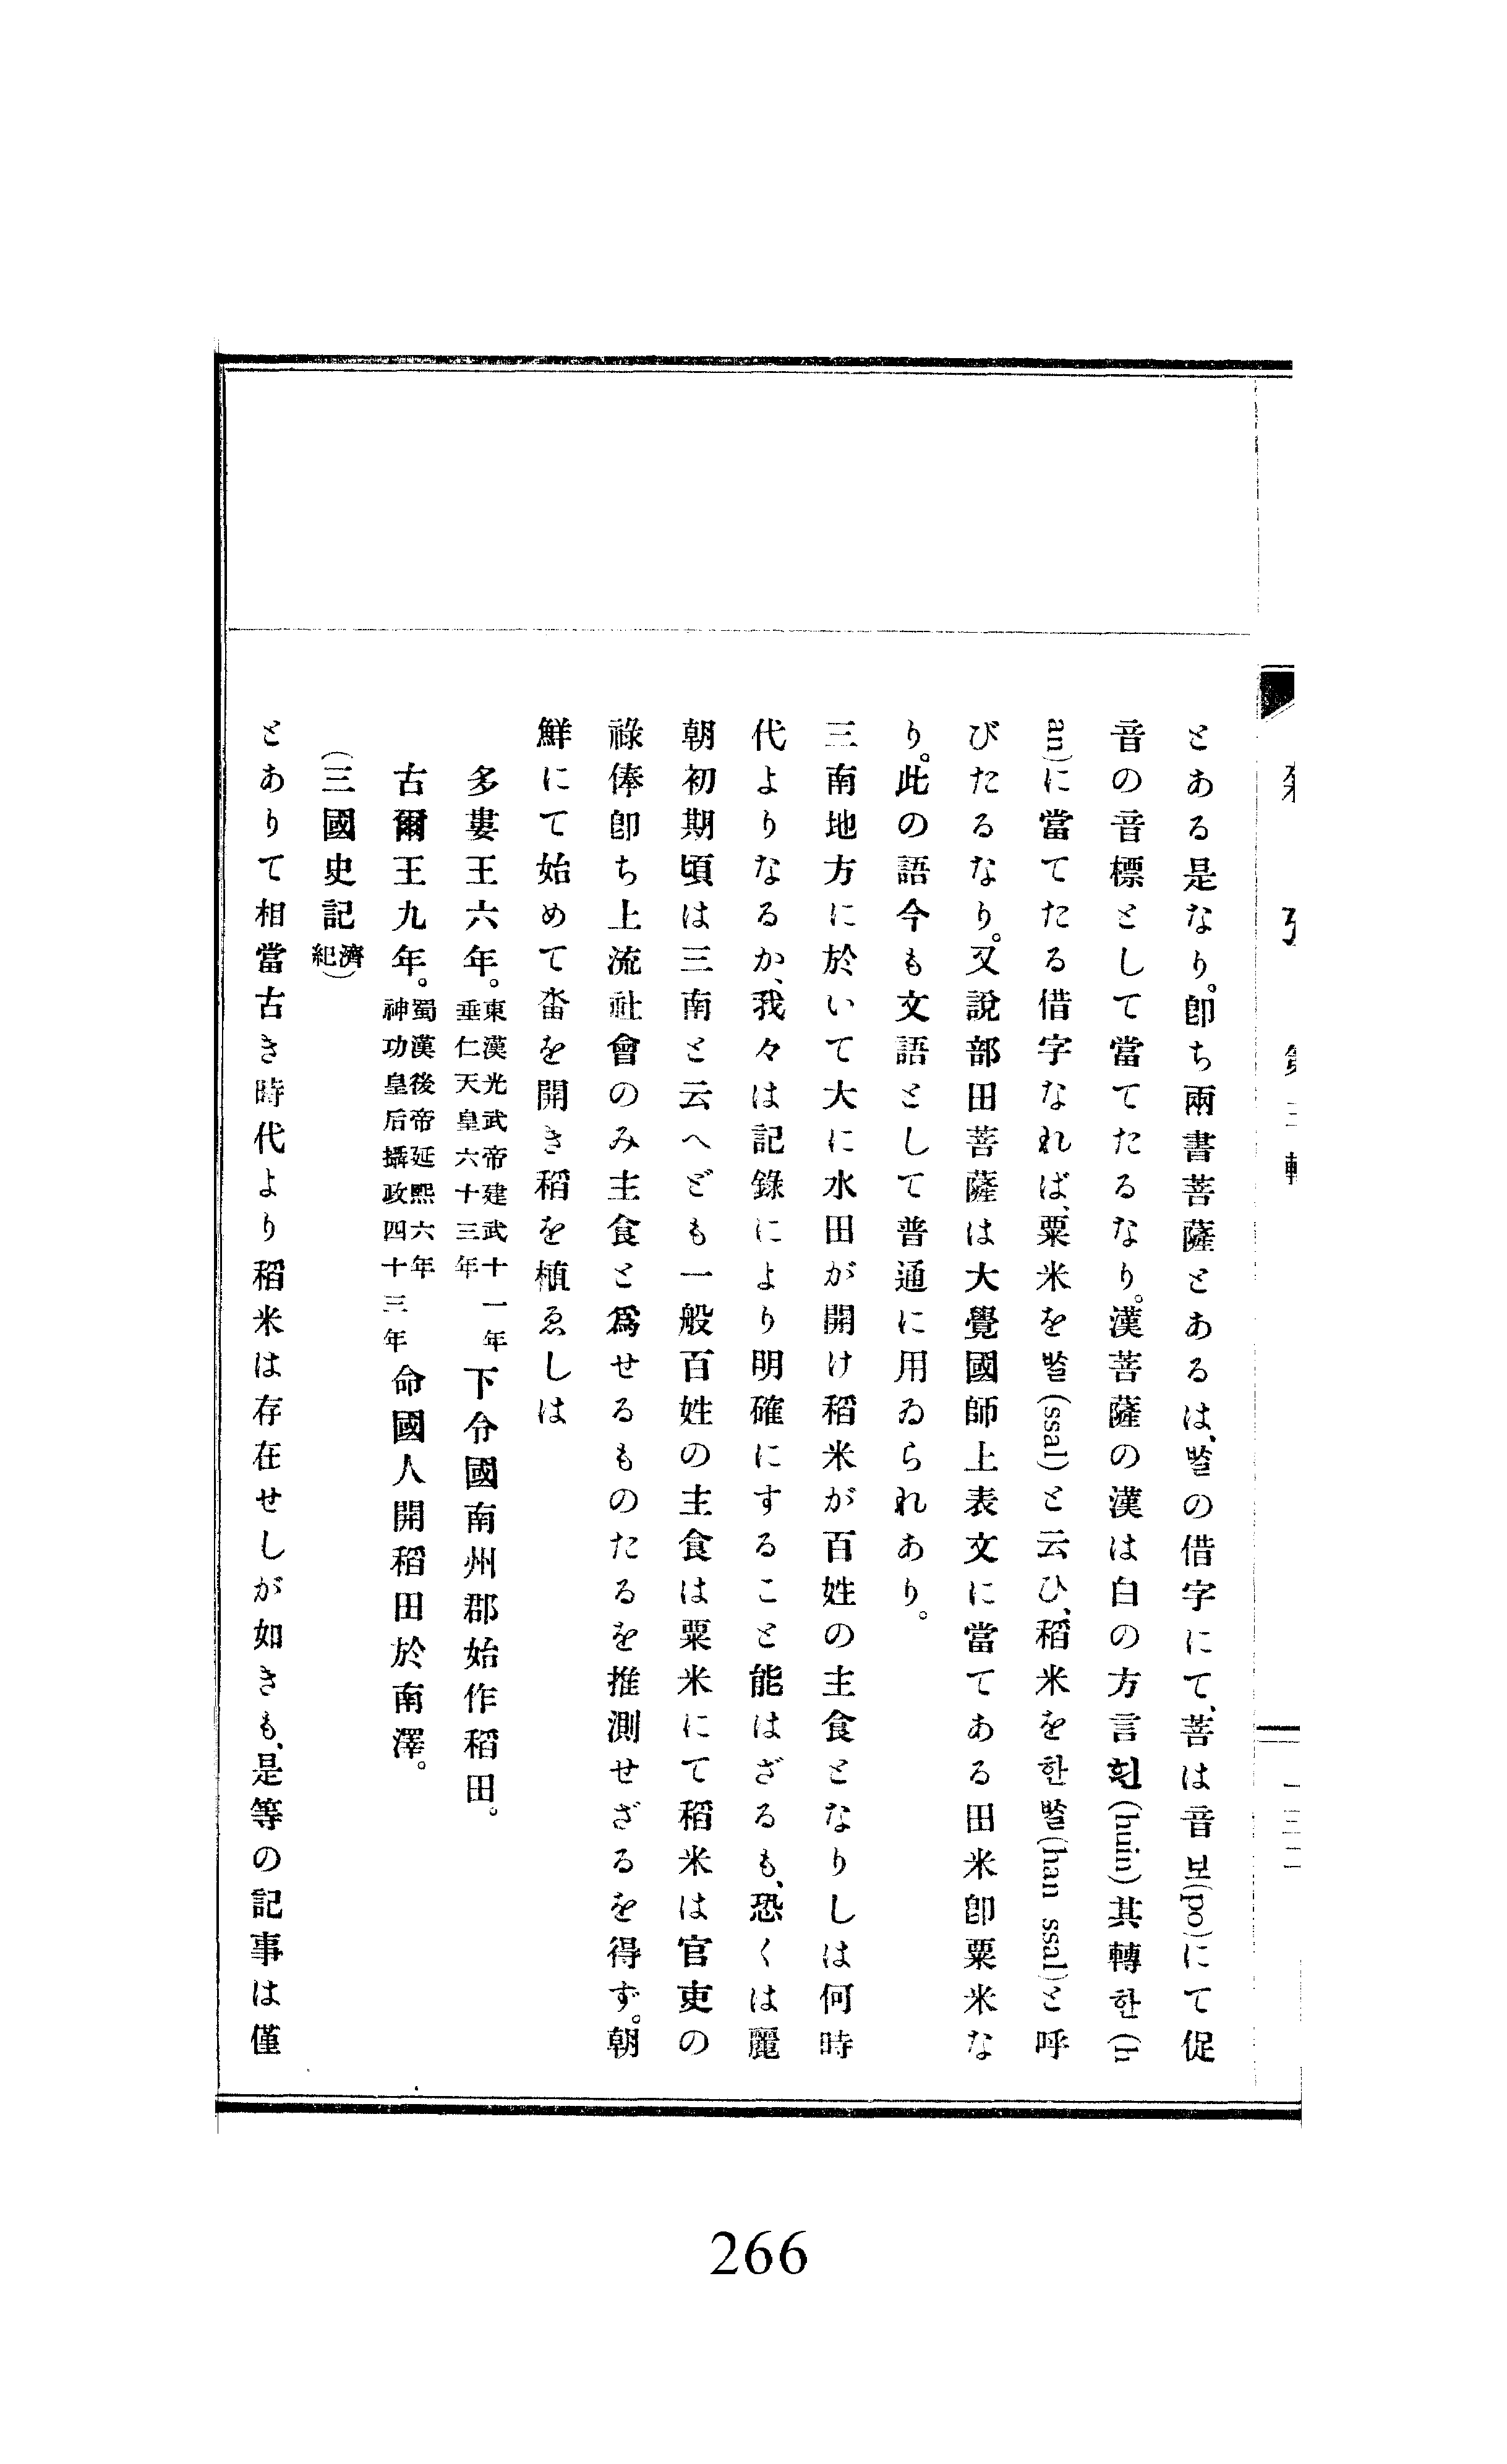 一三二
とある是なり。卽ち兩書菩薩とあるは、ᄡᆞᆯの借字にて、菩は音보(po)にて促
音の音標として當てたるなり。漢菩薩の漢は白の方言흰(huin)其轉한(h
an)に當てたる借字なれば、粟米をᄡᆞᆯ(ssal)と云ひ、稻米を한ᄡᆞᆯ(han ssal)と呼
びたるなり。又說部田菩薩は大覺國師上表文に當てある田米卽粟米な
り。此の語今も文語として普通に用ゐられあり。
三南地方に於いて大に水田が開け稻米が百姓の主食となりしは何時
代よりなるか、我々は記錄により明確にすること能はざるも、恐くは麗
朝初期頃は三南と云へども一般百姓の主食は粟米にて稻米は官吏の
祿俸卽ち上流社會のみ主食と爲せるものたるを推測せざるを得ず。朝
鮮にて始めて畓を開き稻を植ゑしは
多婁王六年。東漢光武帝建武十一年 垂仁天皇六十三年 下令國南州郡始作稻田。
古爾王九年。蜀漢後帝延熙六年 神功皇后攝政四十三年 命國人開稻田於南澤。
(三國史記濟紀)
とありて相當古き時代より稻米は存在せしが如きも、是等の記事は僅
266